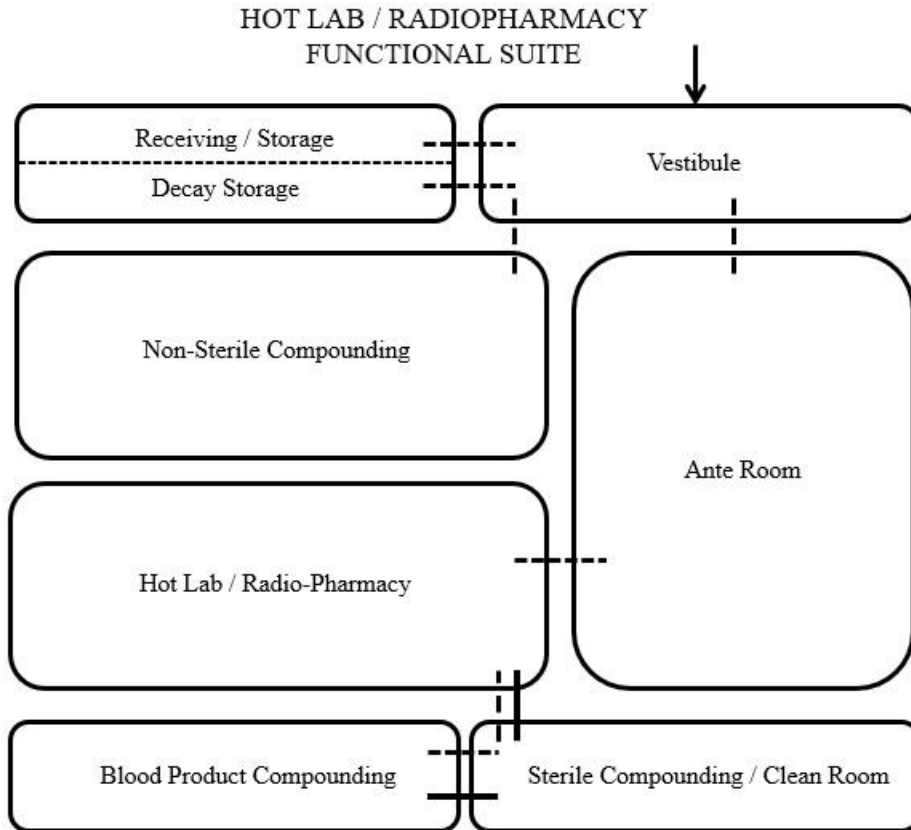 HOT LAB / RADIOPHARMACY
FUNCTIONAL SUITE
Receiving / Storage
Decay Storage
Vestibule
Non-Sterile Compounding
Ante Room
Hot Lab / Radio-Pharmacy
Blood Product Compounding
Sterile Compounding / Clean Room